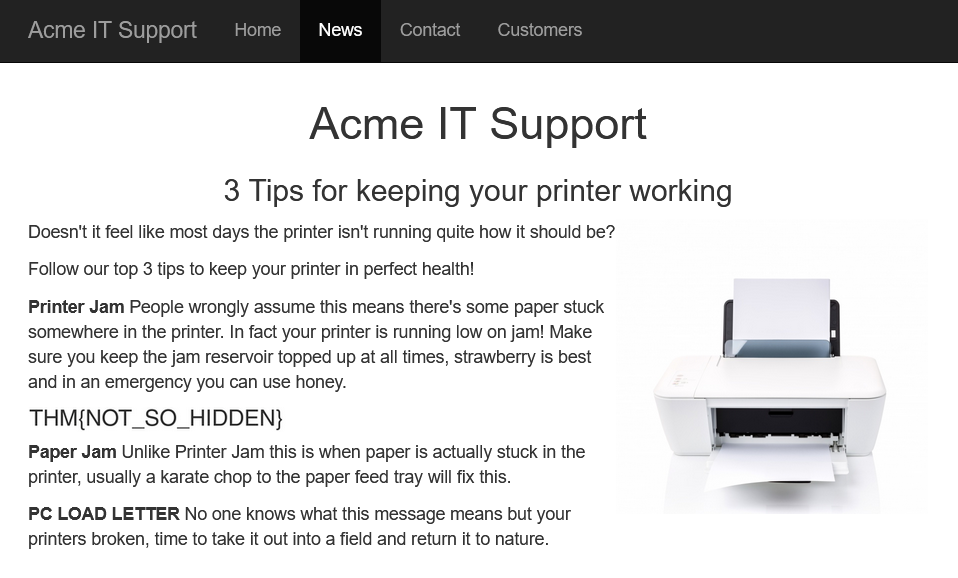 Acme IT Support Home News Contact Customers
Acme IT Support
3 Tips for keeping your printer working
Doesn't it feel like most days the printer isn't running quite how it should be?
Follow our top 3 tips to keep your printer in perfect health!
Printer Jam People wrongly assume this means there's some paper stuck
somewhere in the printer. In fact your printer is running low on jam! Make
sure you keep the jam reservoir topped up at all times, strawberry is best
and in an emergency you can use honey.
THM{NOT_SO_HIDDEN}
Paper Jam Unlike Printer Jam this is when paper is actually stuck in the
printer, usually a karate chop to the paper feed tray will fix this.
PC LOAD LETTER No one knows what this message means but your
printers broken, time to take it out into a field and return it to nature.